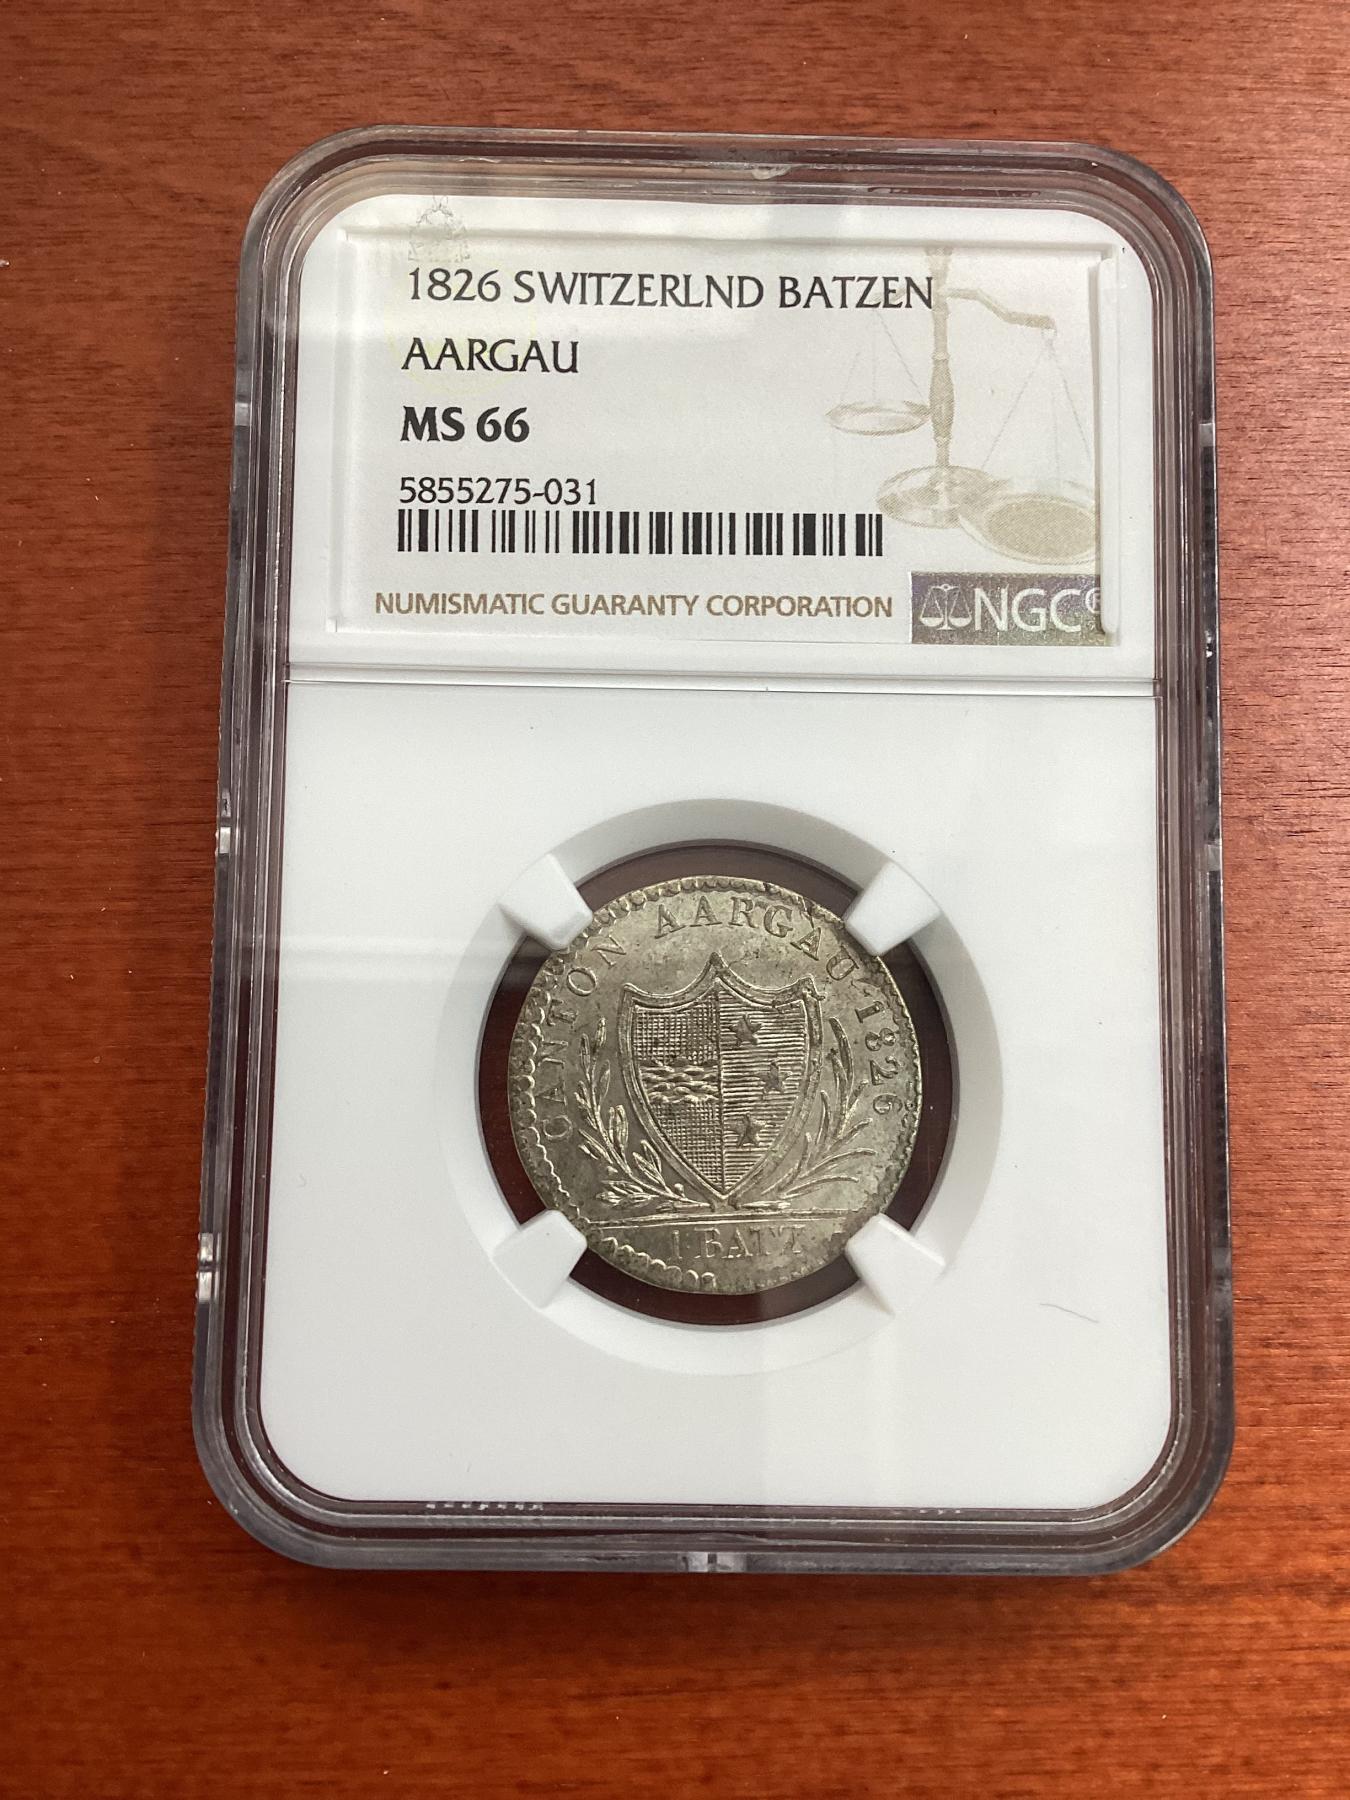 1826 SWITZERLND BATZEN
AARGAU
MS 66
5855275-031
NUMISMATIC GUARANTY CORPORATION
NGC
CANTON AARGAU 1826
1 BATZ